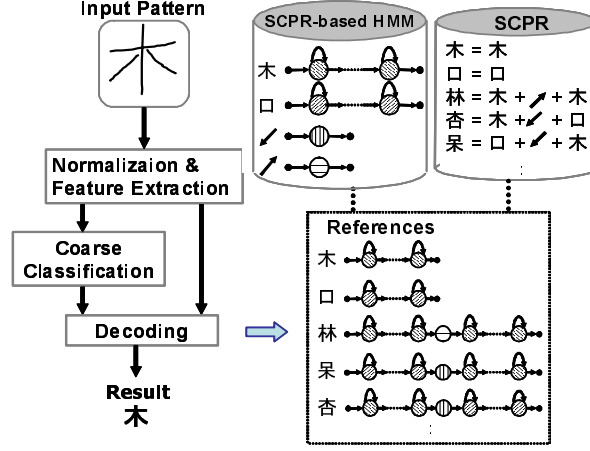 Input Pattern
木
Normalizaion &
Feature Extraction
Coarse
Classification
Decoding
Result
木
SCPR-based HMM
木
口
SCPR
木 = 木
口 = 口
林 = 木 + ↗ + 木
杏 = 木 + ↙ + 口
呆 = 口 + ↙ + 木
:
References
木
口
林
呆
杏
: